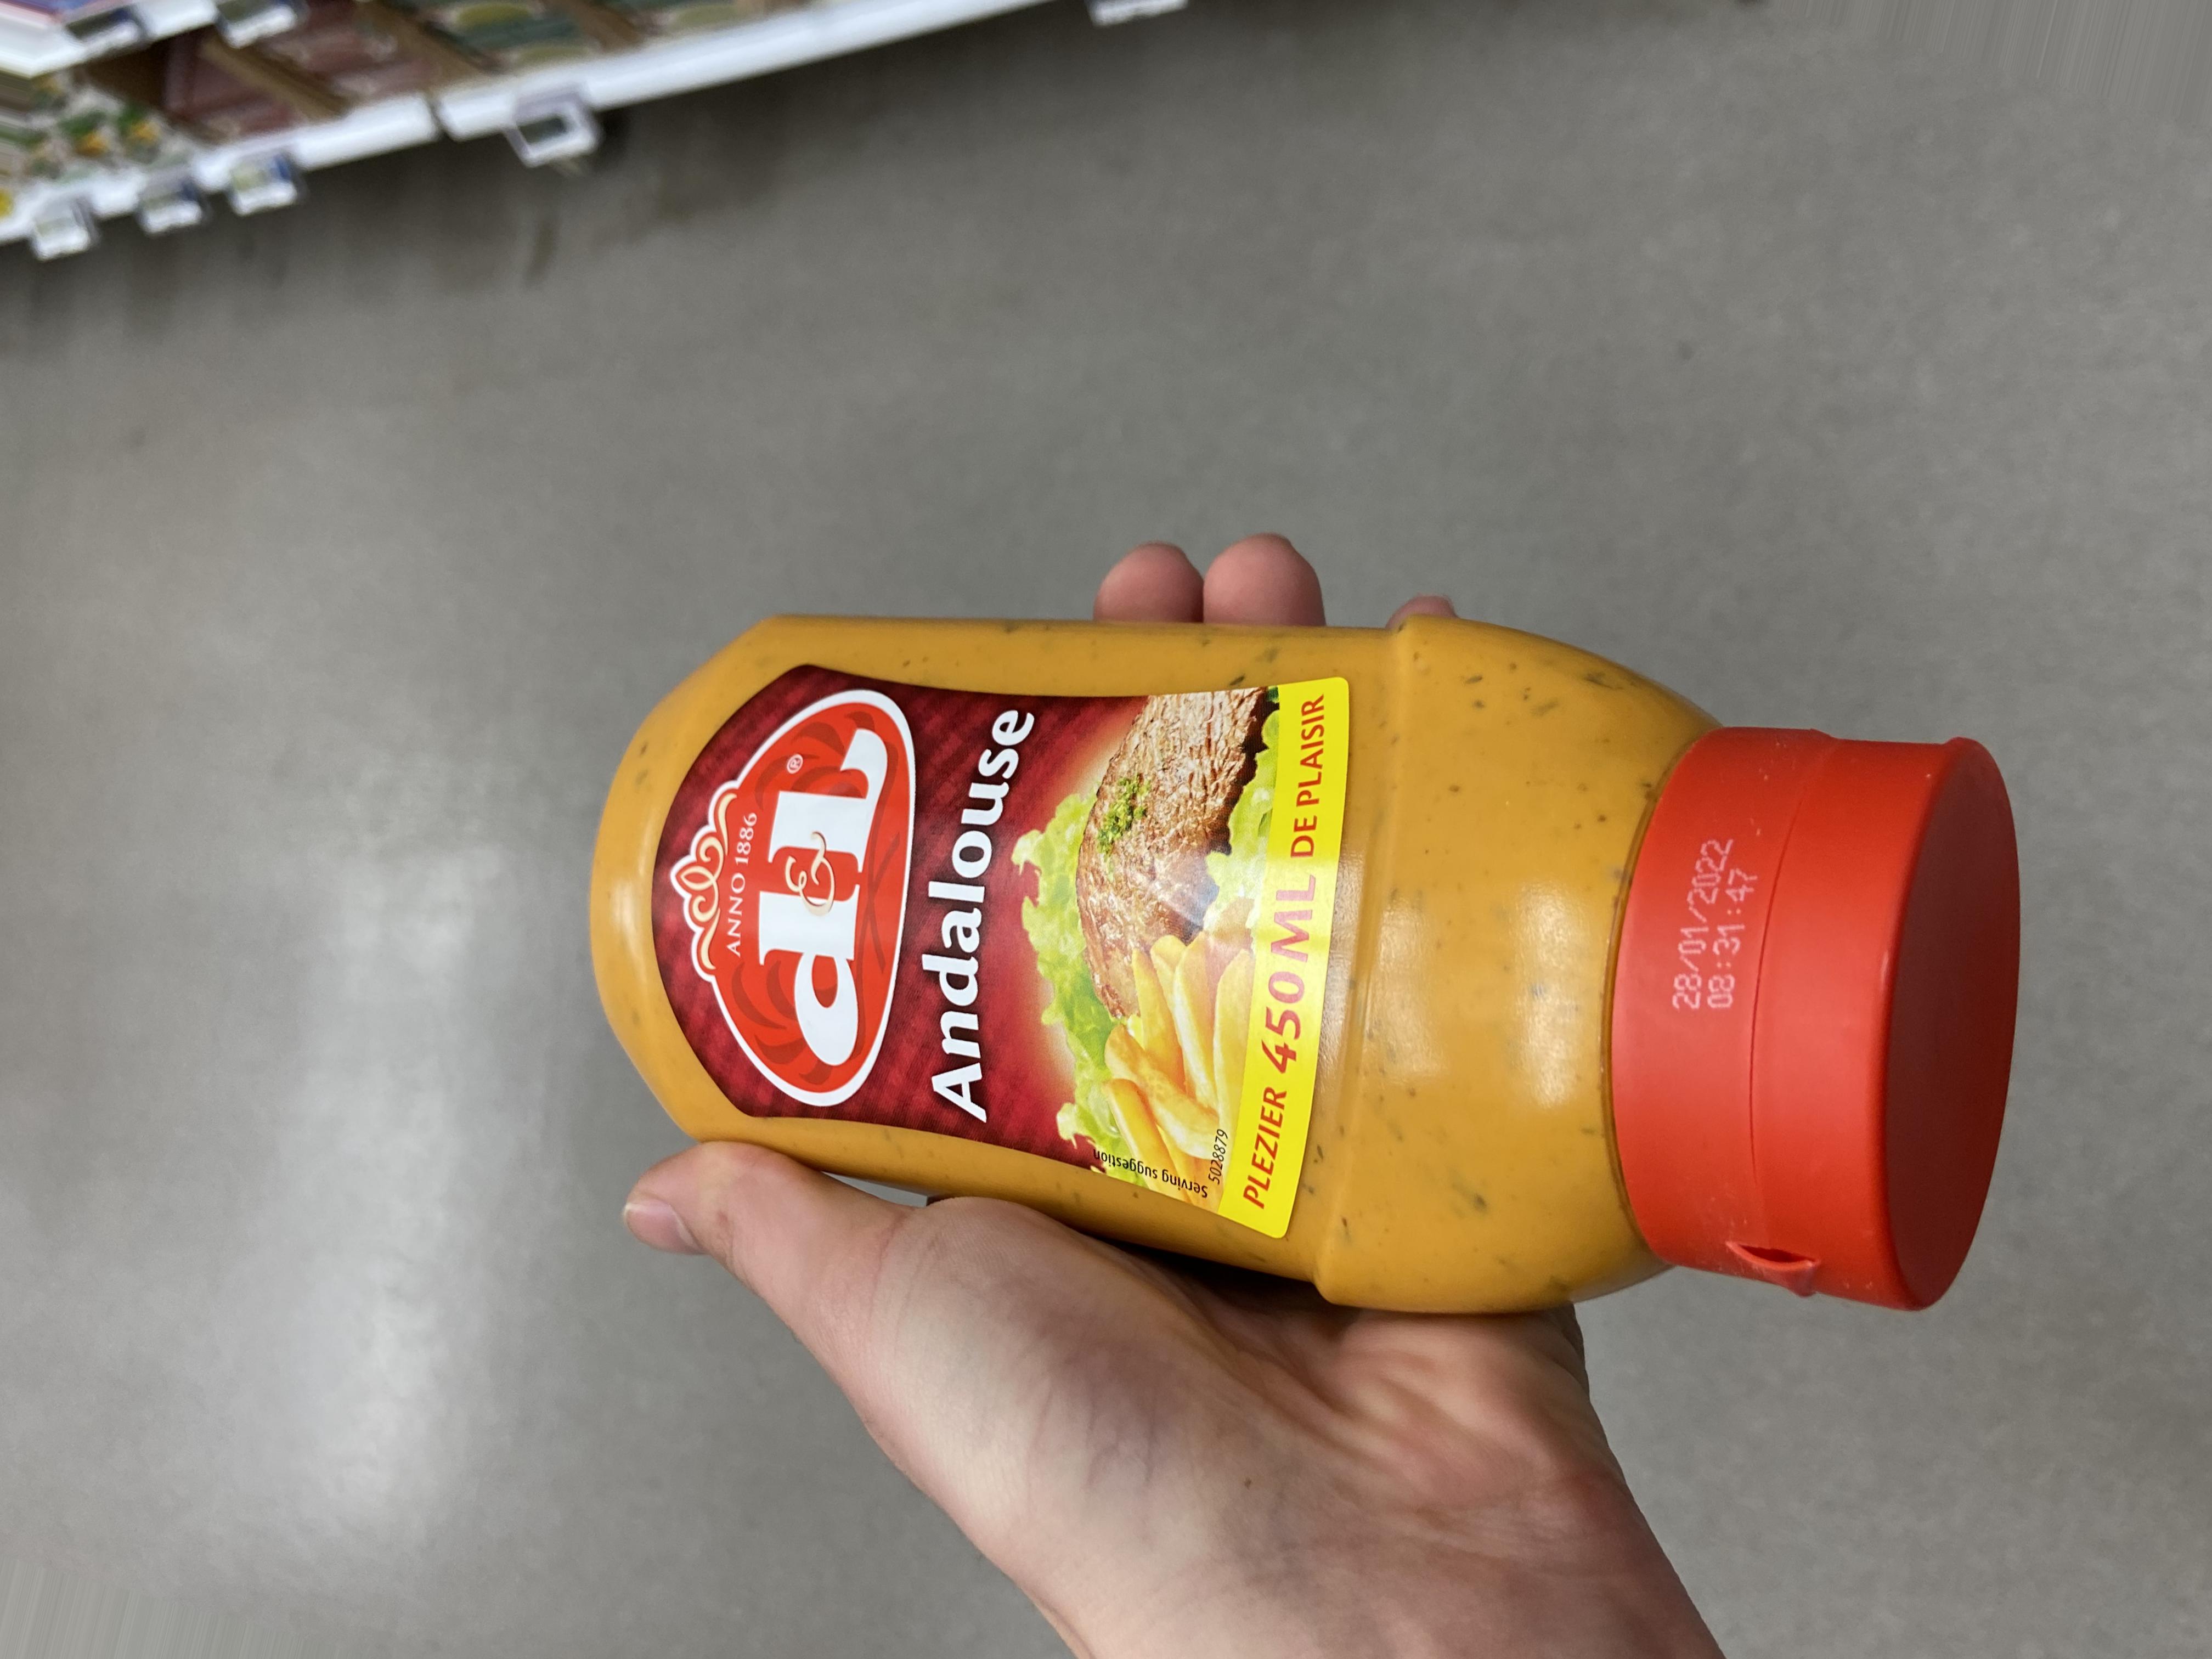 ANNO 1886
d&L®
Andalouse
Serving suggestion
5028879
PLEZIER 450ML DE PLAISIR
28/01/2022
08:31:47